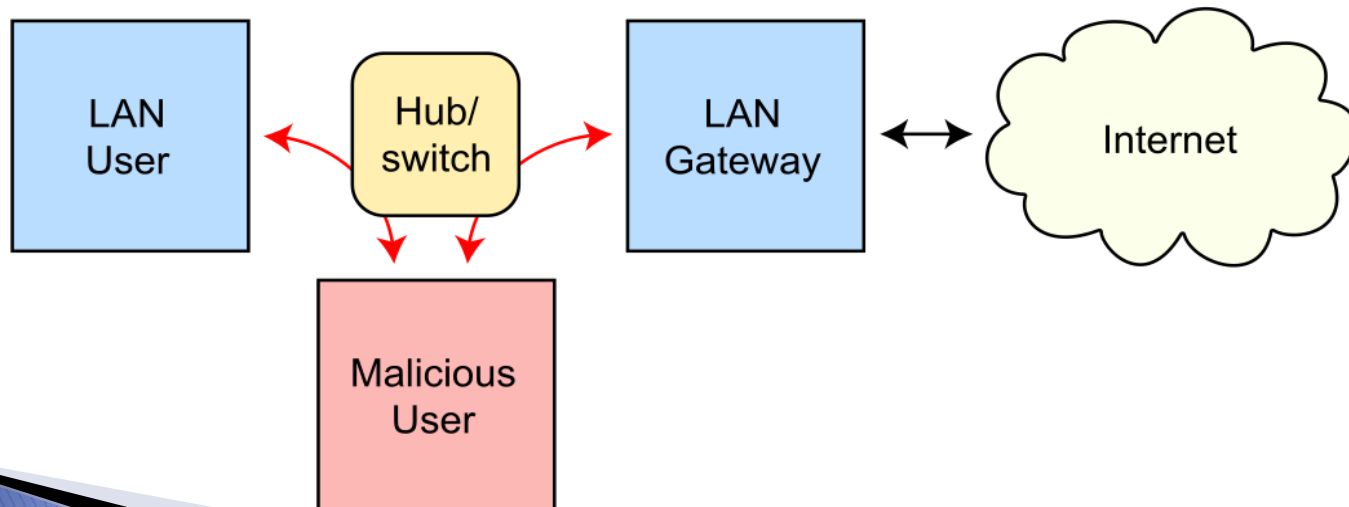 LAN
User
Hub/
switch
LAN
Gateway
Internet
Malicious
User